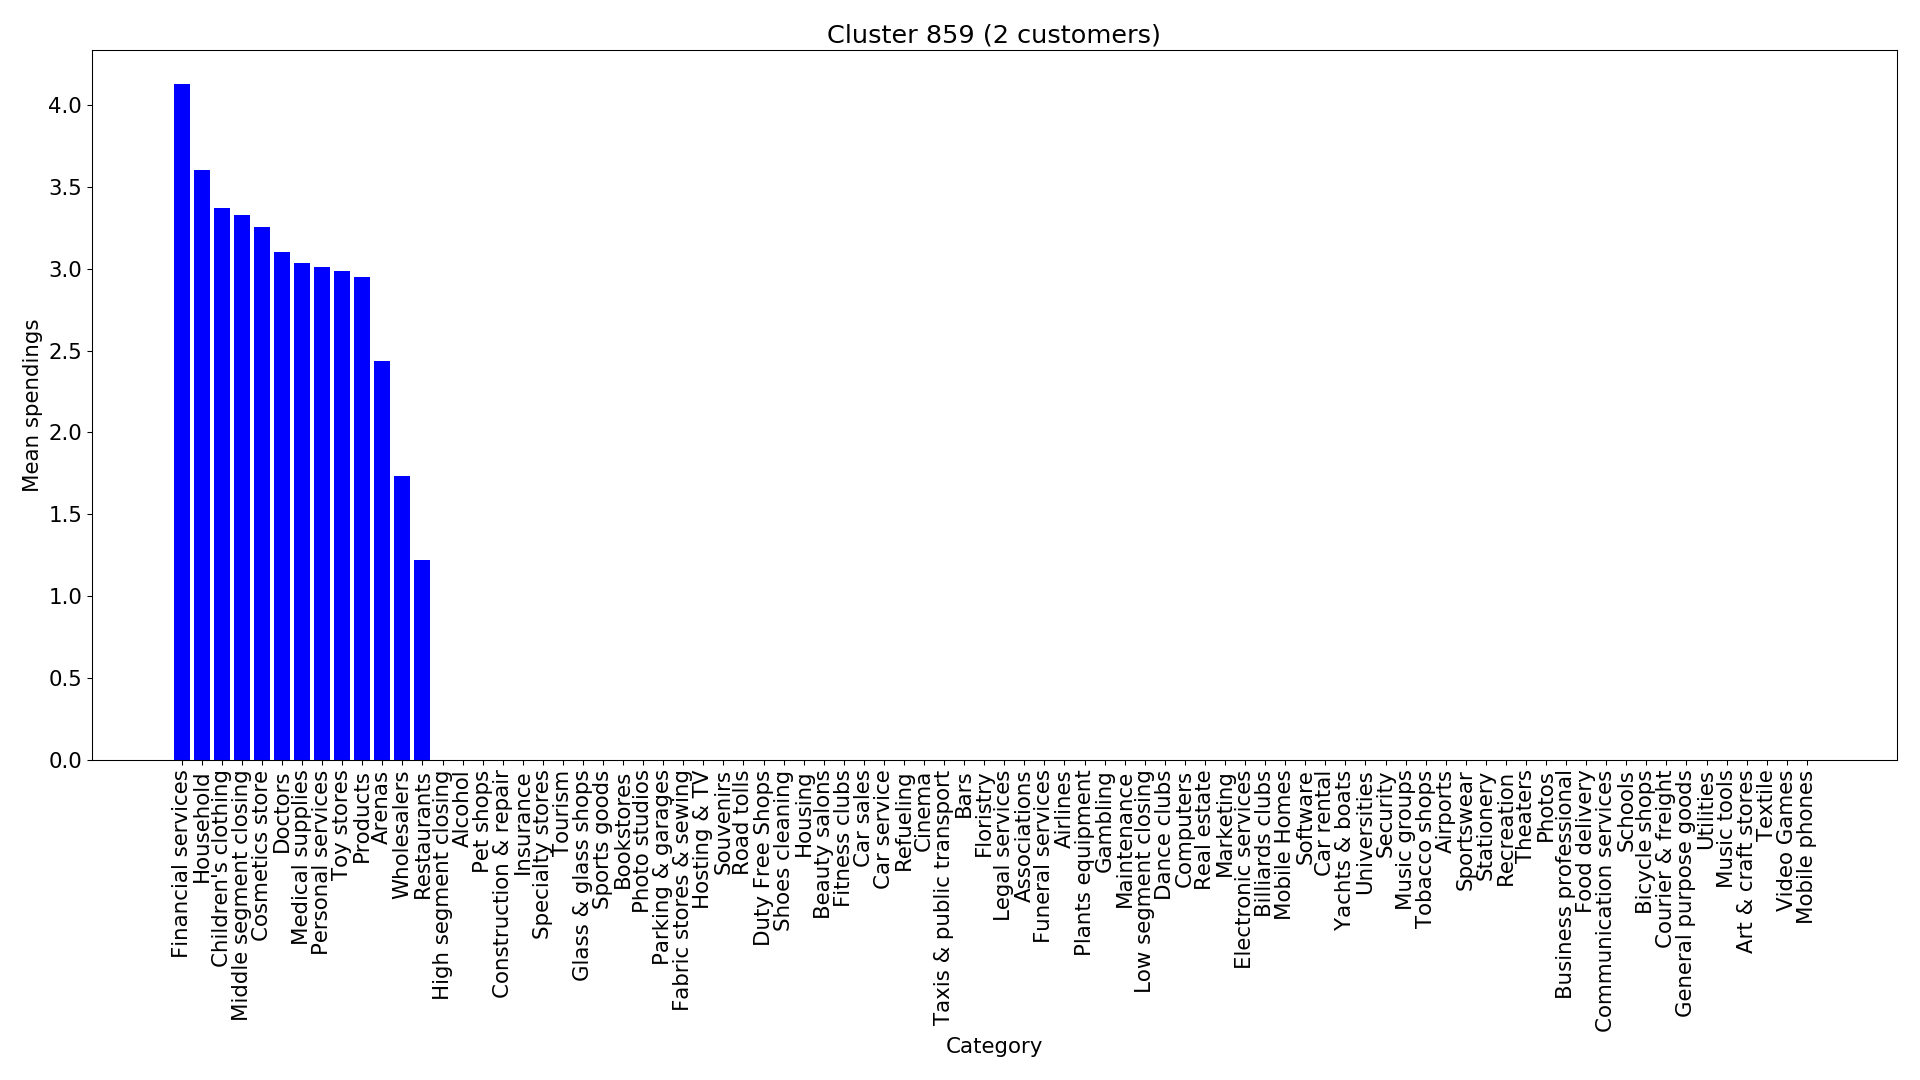 Cluster 859 (2 customers)
4.0
3.5
3.0
2.5
2.0
1.5
1.0
0.5
0.0
Mean spendings
Financial services
Household
Children's clothing
Middle segment closing
Cosmetics store
Doctors
Medical supplies
Personal services
Toy stores
Products
Arenas
Wholesalers
Restaurants
High segment closing
Alcohol
Pet shops
Construction & repair
Insurance
Specialty stores
Tourism
Glass & glass shops
Sports goods
Bookstores
Photo studios
Parking & garages
Fabric stores & sewing
Hosting & TV
Souvenirs
Road tolls
Duty Free Shops
Shoes cleaning
Housing
Beauty salons
Fitness clubs
Car sales
Car service
Refueling
Cinema
Taxis & public transport
Bars
Floristry
Legal services
Associations
Funeral services
Airlines
Plants equipment
Gambling
Maintenance
Low segment closing
Dance clubs
Computers
Real estate
Marketing
Electronic services
Billiards clubs
Mobile Homes
Software
Car rental
Yachts & boats
Universities
Security
Music groups
Tobacco shops
Airports
Sportswear
Stationery
Recreation
Theaters
Photos
Business professional
Food delivery
Communication services
Schools
Bicycle shops
Courier & freight
General purpose goods
Utilities
Music tools
Art & craft stores
Textile
Video Games
Mobile phones
Category